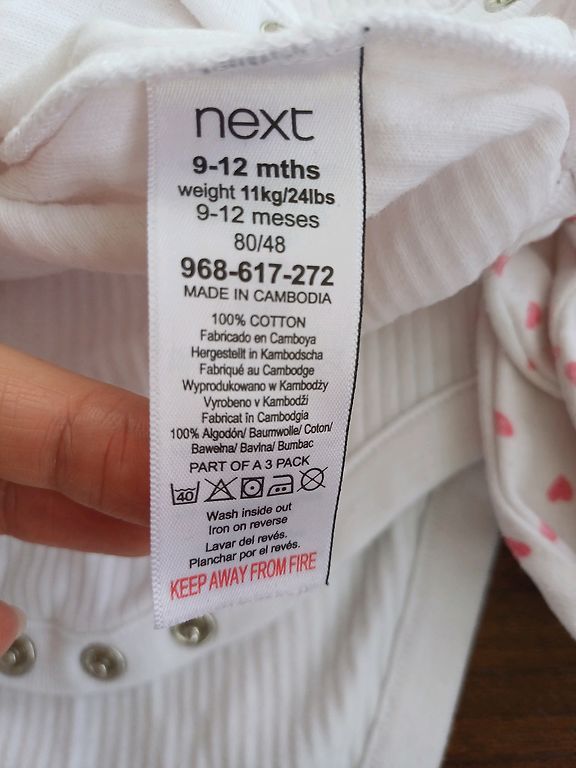 next
9-12 mths
weight 11kg/24lbs
9-12 meses
80/48
968-617-272
MADE IN CAMBODIA
100% COTTON
Fabricado en Camboya
Hergestellt in Kambodscha
Fabriqué au Cambodge
Wyprodukowano w Kambodży
Vyrobeno v Kambodži
Fabricat în Cambodgia
100% Algodón/ Baumwolle/ Coton/
Bawełna/ Bavlna/ Bumbac
PART OF A 3 PACK
40
Wash inside out
Iron on reverse
Lavar del revés.
Planchar por el revés.
KEEP AWAY FROM FIRE